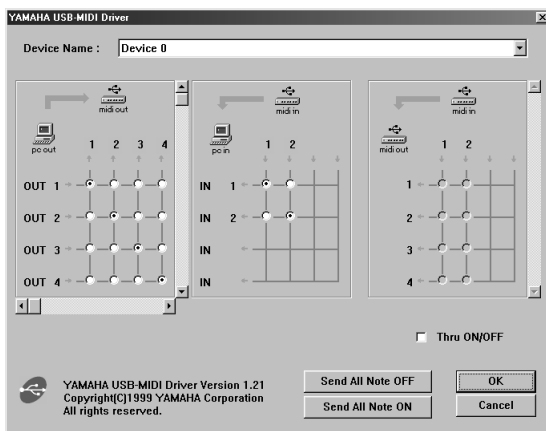 YAMAHA USB-MIDI Driver
Device Name : Device 0
midi out
pc out
1 2 3 4
OUT 1
OUT 2
OUT 3
OUT 4
midi in
pc in
1 2
IN 1
IN 2
IN
IN
midi in
midi out
1 2
1
2
3
4
Thru ON/OFF
YAMAHA USB-MIDI Driver Version 1.21
Copyright(C)1999 YAMAHA Corporation
All rights reserved.
Send All Note OFF
OK
Send All Note ON
Cancel